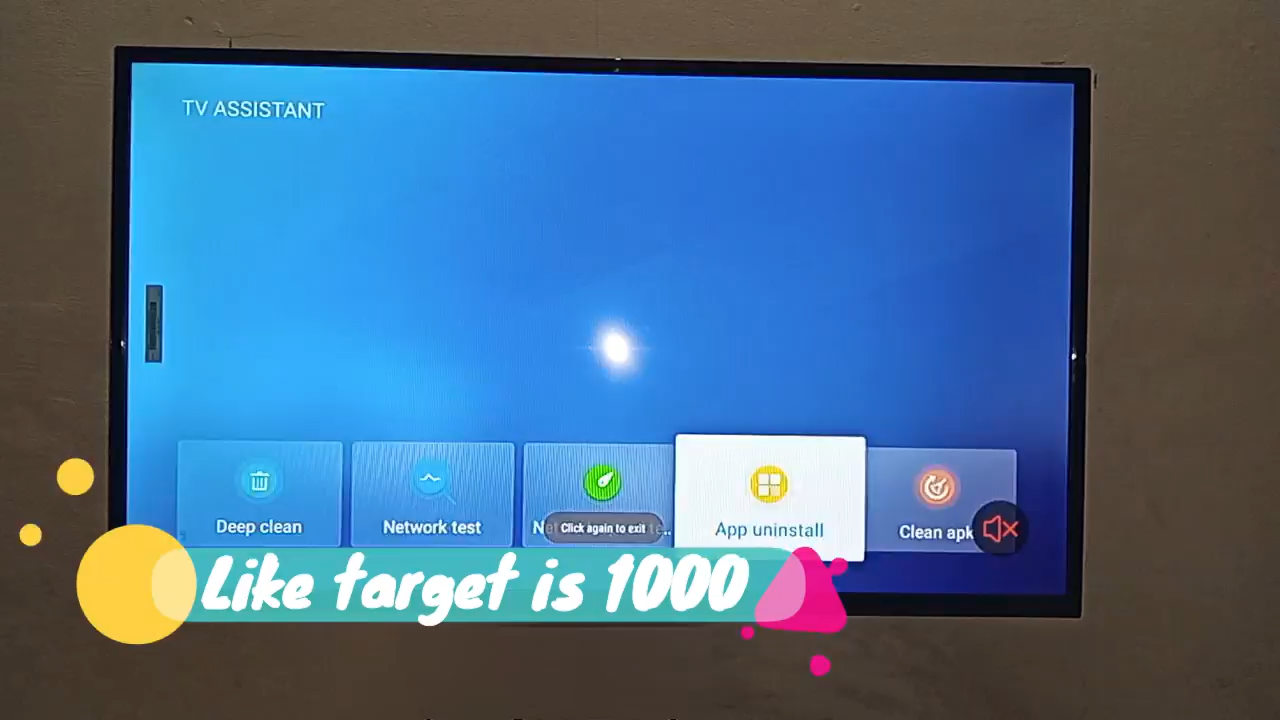 TV ASSISTANT
Deep clean
Network test
Click again to exit
App uninstall
Clean apk
Like target is 1000